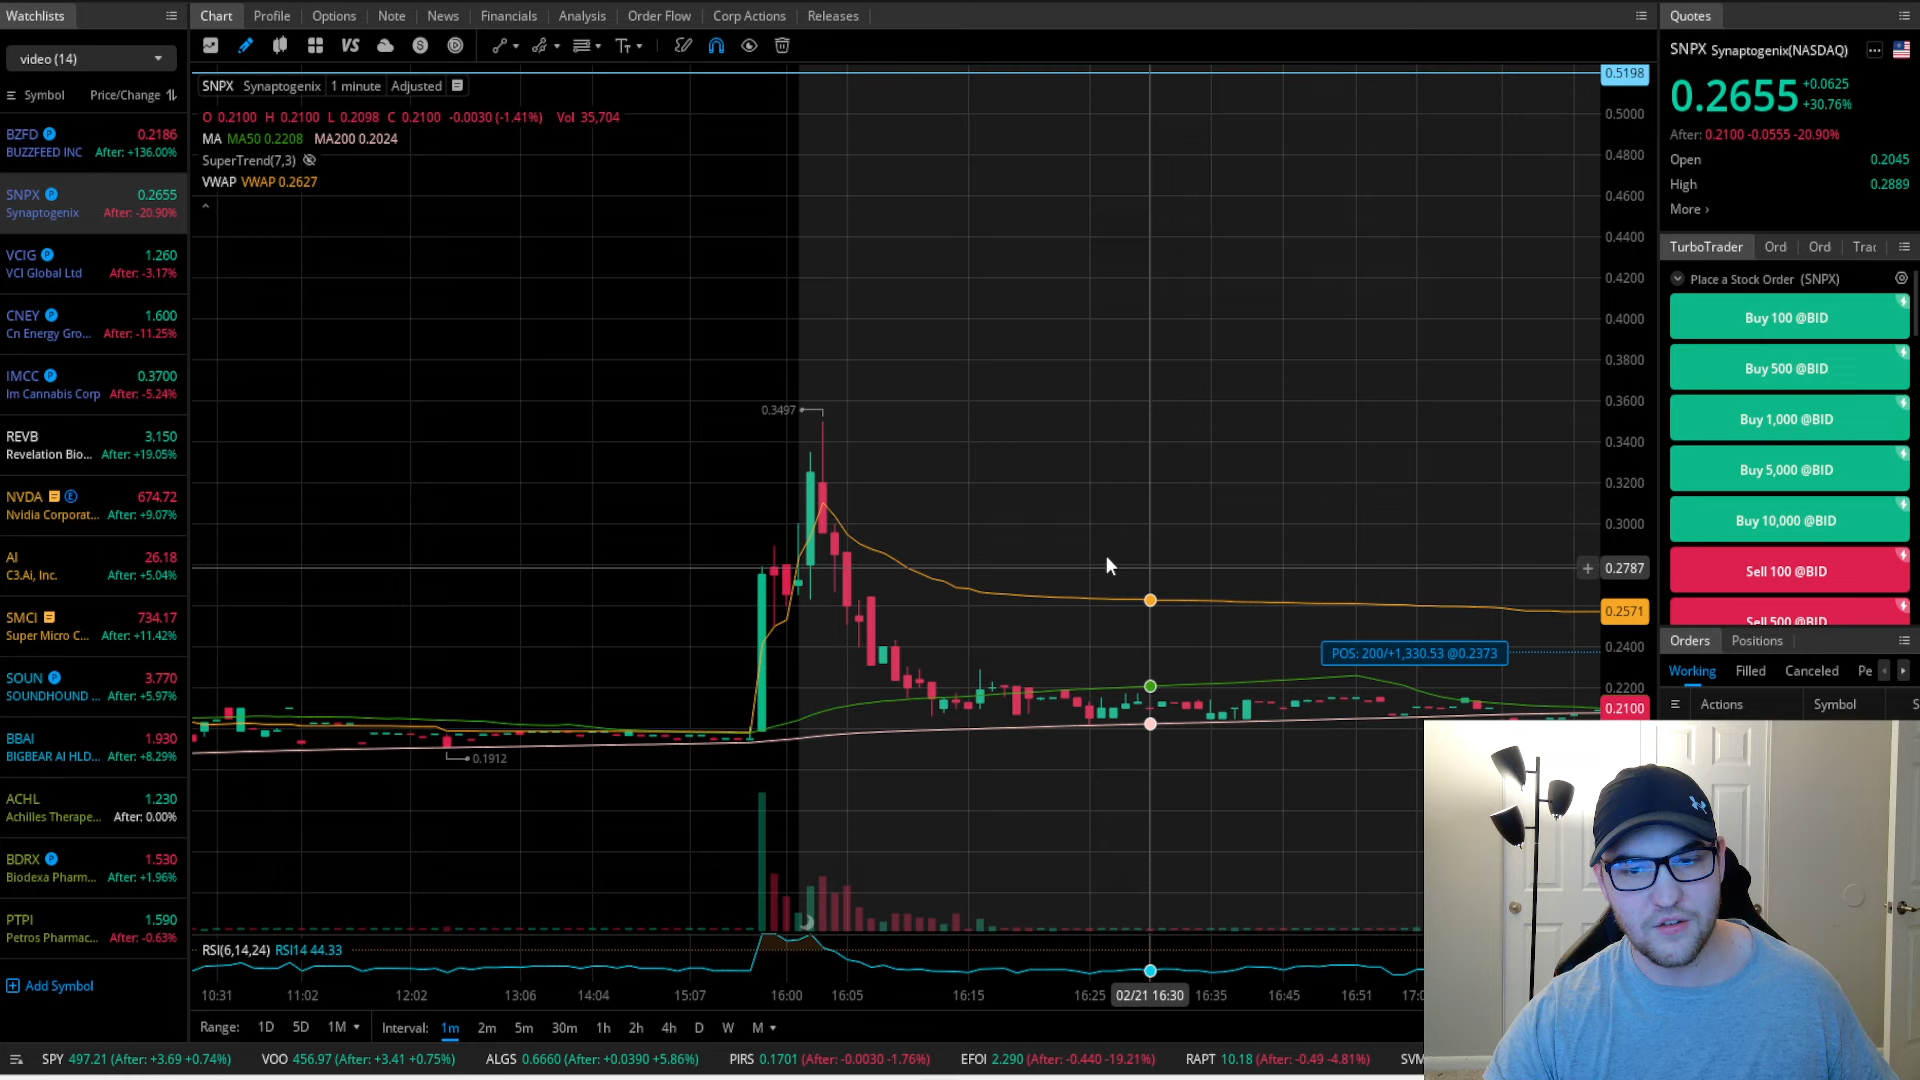 Watchlists
video (14)
Symbol Price/Change
BZFD 0.2186
BUZZFEED INC After: +136.00%
SNPX 0.2655
Synaptogenix After: -20.90%
VCIG 1.260
VCI Global Ltd After: -3.17%
CNEY 1.600
Cn Energy Gro... After: -11.25%
IMCC 0.3700
Im Cannabis Corp After: -5.24%
REVB 3.150
Revelation Bio... After: +19.05%
NVDA 674.72
Nvidia Corporat... After: +9.07%
AI 26.18
C3.Ai, Inc. After: +5.04%
SMCI 734.17
Super Micro C... After: +11.42%
SOUN 3.770
SOUNDHOUND ... After: +5.97%
BBAI 1.930
BIGBEAR AI HLD... After: +8.29%
ACHL 1.230
Achilles Therape... After: 0.00%
BDRX 1.530
Biodexa Pharm... After: +1.96%
PTPI 1.590
Petros Pharmac... After: -0.63%
Add Symbol
Chart Profile Options Note News Financials Analysis Order Flow Corp Actions Releases
VS
SNPX Synaptogenix 1 minute Adjusted
O 0.2100 H 0.2100 L 0.2098 C 0.2100 -0.0030 (-1.41%) Vol 35,704
MA MA50 0.2208 MA200 0.2024
SuperTrend(7,3)
VWAP VWAP 0.2627
0.3497
0.1912
POS: 200/+1,330.53 @0.2373
0.5198
0.5000
0.4800
0.4600
0.4400
0.4200
0.4000
0.3800
0.3600
0.3400
0.3200
0.3000
0.2787
0.2571
0.2400
0.2200
0.2100
RSI(6,14,24) RSI14 44.33
10:31 11:02 12:02 13:06 14:04 15:07 16:00 16:05 16:15 16:25 02/21 16:30 16:35 16:45 16:51
Range: 1D 5D 1M Interval: 1m 2m 5m 30m 1h 2h 4h D W M
Quotes
SNPX Synaptogenix(NASDAQ)
0.2655 +0.0625
+30.76%
After: 0.2100 -0.0555 -20.90%
Open 0.2045
High 0.2889
More
TurboTrader Ord Ord Trac
Place a Stock Order (SNPX)
Buy 100 @BID
Buy 500 @BID
Buy 1,000 @BID
Buy 5,000 @BID
Buy 10,000 @BID
Sell 100 @BID
Sell 500 @BID
Orders Positions
Working Filled Canceled Pe
Actions Symbol S
SPY 497.21 (After: +3.69 +0.74%) VOO 456.97 (After: +3.41 +0.75%) ALGS 0.6660 (After: +0.0390 +5.86%) PIRS 0.1701 (After: -0.0030 -1.76%) EFOI 2.290 (After: -0.440 -19.21%) RAPT 10.18 (After: -0.49 -4.81%) SVM